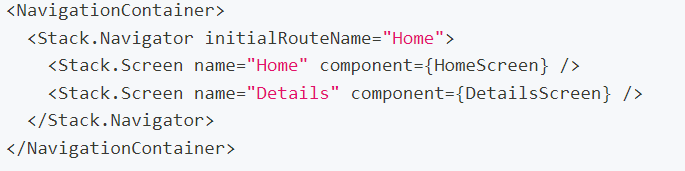 <NavigationContainer>
  <Stack.Navigator initialRouteName="Home">
    <Stack.Screen name="Home" component={HomeScreen} />
    <Stack.Screen name="Details" component={DetailsScreen} />
  </Stack.Navigator>
</NavigationContainer>